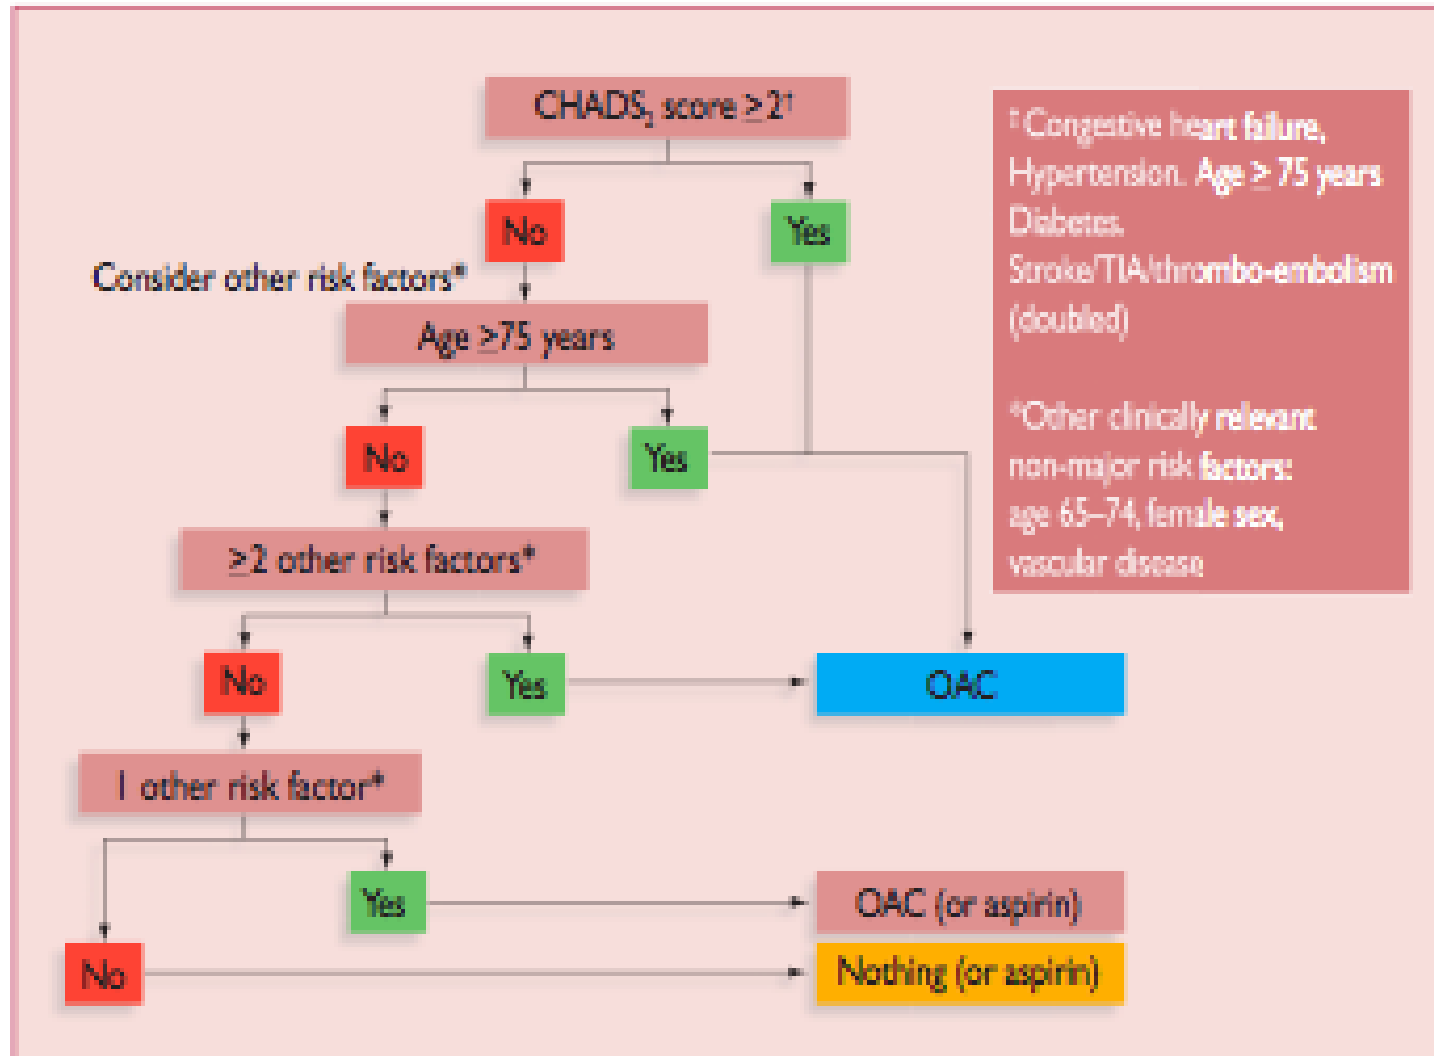 CHADS₂ score ≥2†
No
Yes
Consider other risk factors*
Age ≥75 years
No
Yes
≥2 other risk factors*
No
Yes
OAC
1 other risk factor*
Yes
OAC (or aspirin)
No
Nothing (or aspirin)
‡Congestive heart failure,
Hypertension. Age ≥ 75 years
Diabetes.
Stroke/TIA/thrombo-embolism
(doubled)
*Other clinically relevant
non-major risk factors:
age 65–74, female sex,
vascular disease